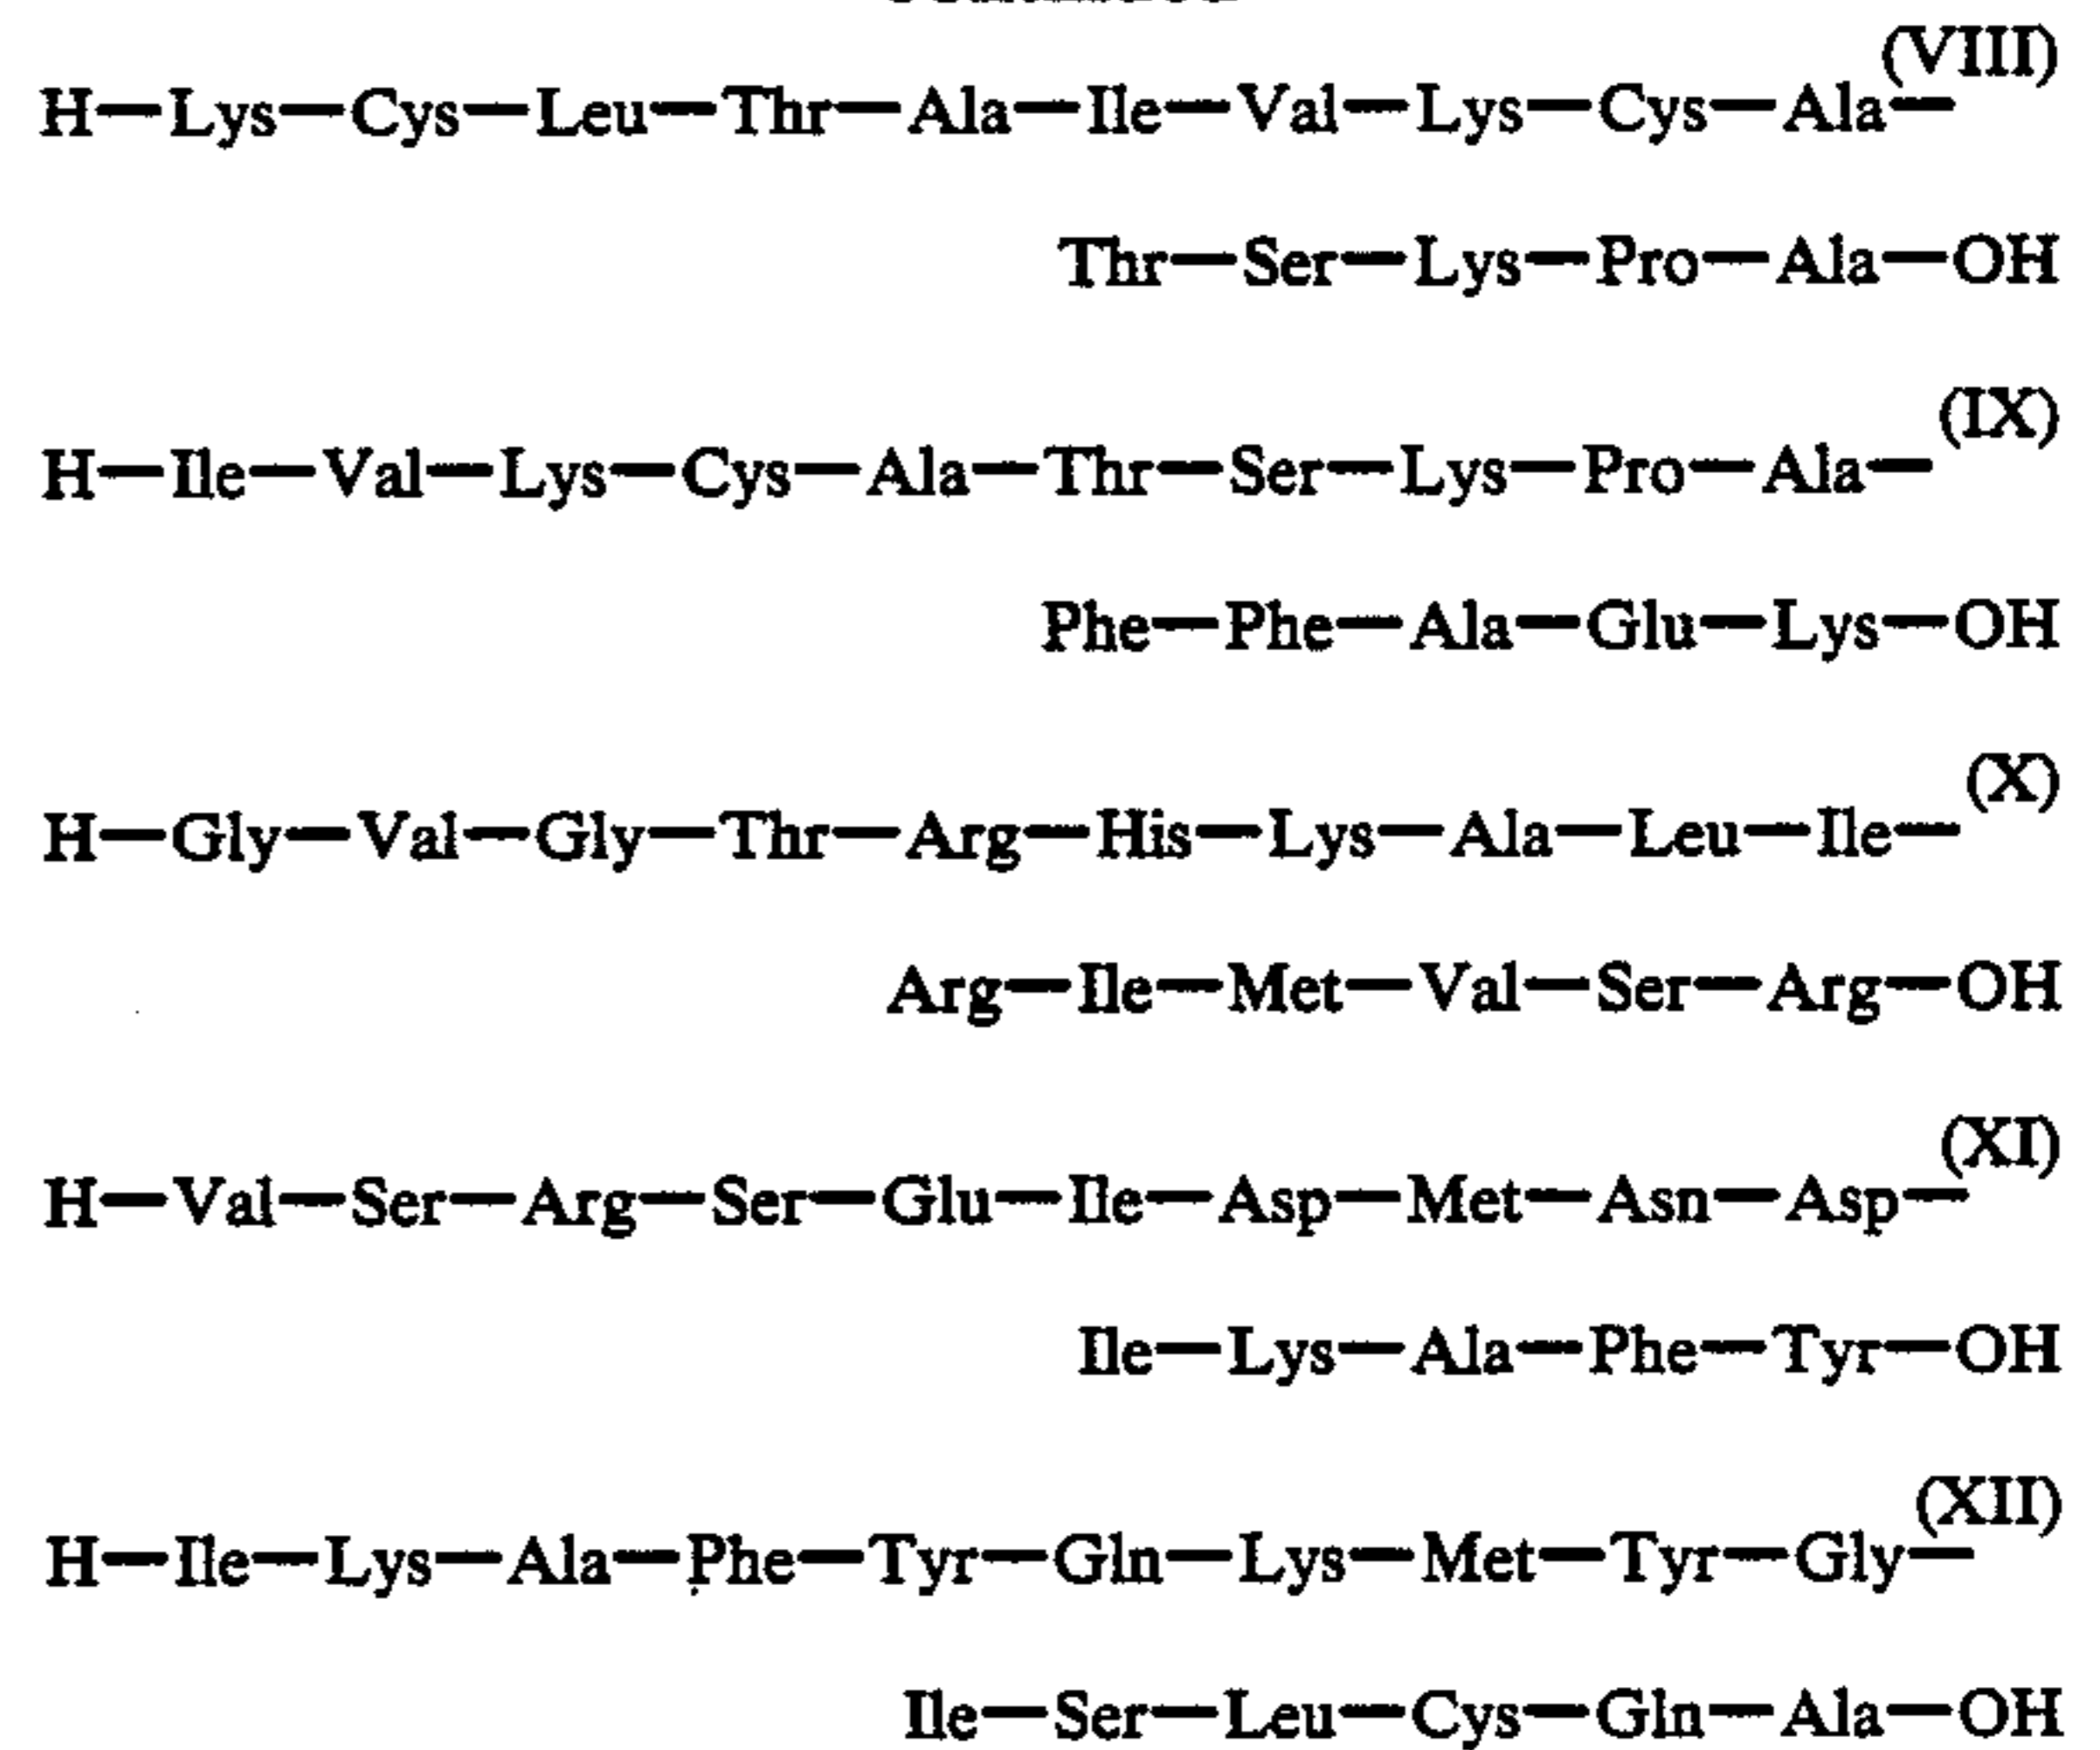 (VIII)
H—Lys—Cys—Leu—Thr—Ala—Ile—Val—Lys—Cys—Ala—
Thr—Ser—Lys—Pro—Ala—OH
(IX)
H—Ile—Val—Lys—Cys—Ala—Thr—Ser—Lys—Pro—Ala—
Phe—Phe—Ala—Glu—Lys—OH
(X)
H—Gly—Val—Gly—Thr—Arg—His—Lys—Ala—Leu—Ile—
Arg—Ile—Met—Val—Ser—Arg—OH
(XI)
H—Val—Ser—Arg—Ser—Glu—Ile—Asp—Met—Asn—Asp—
Ile—Lys—Ala—Phe—Tyr—OH
(XII)
H—Ile—Lys—Ala—Phe—Tyr—Gln—Lys—Met—Tyr—Gly—
Ile—Ser—Leu—Cys—Gln—Ala—OH